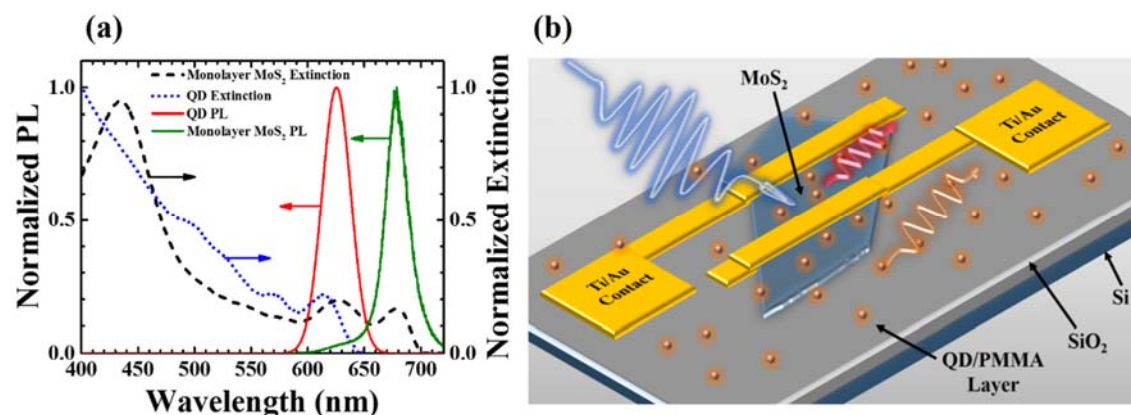 (a)
Normalized PL
1.0
0.5
0.0
Monolayer MoS₂ Extinction
QD Extinction
QD PL
Monolayer MoS₂ PL
1.0
0.5
0.0
Normalized Extinction
400 450 500 550 600 650 700
Wavelength (nm)
(b)
MoS₂
Ti/Au
Contact
Ti/Au
Contact
Si
SiO₂
QD/PMMA
Layer